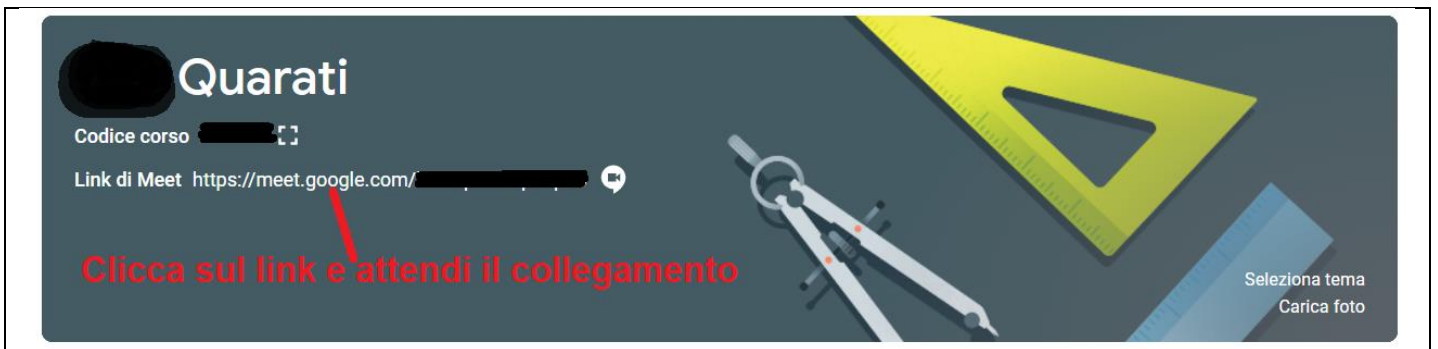 Quarati
Codice corso
Link di Meet https://meet.google.com/
Clicca sul link e attendi il collegamento
Seleziona tema
Carica foto